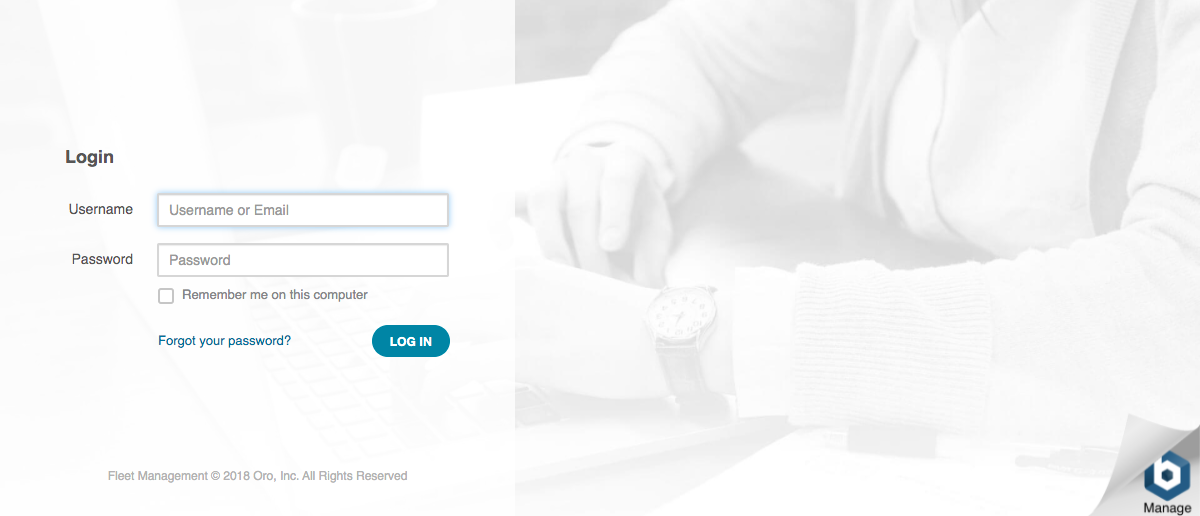 Login
Username
Username or Email
Password
Password
Remember me on this computer
Forgot your password?
LOG IN
Fleet Management © 2018 Oro, Inc. All Rights Reserved
Manage